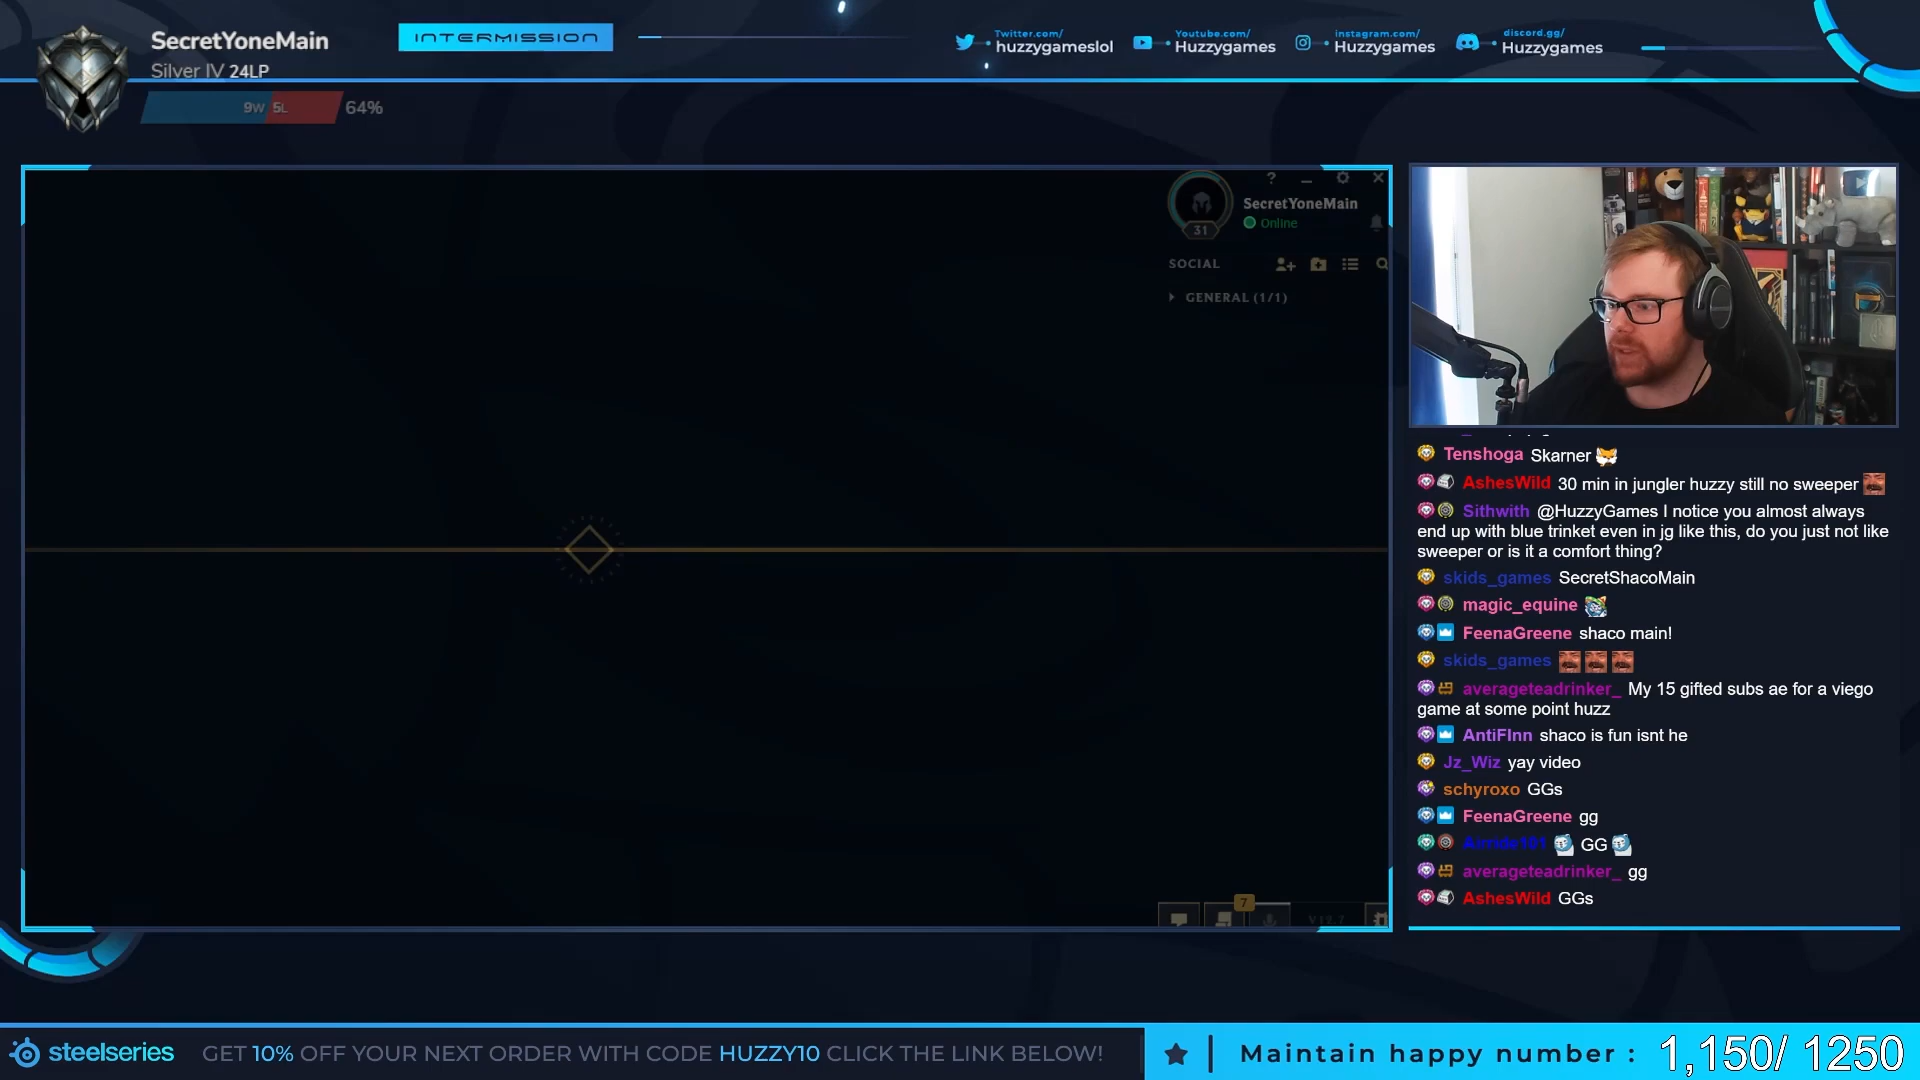 SecretYoneMain
Silver IV 24LP
9W 5L 64%
INTERMISSION
Twitter.com/
huzzygameslol
Youtube.com/
Huzzygames
instagram.com/
Huzzygames
discord.gg/
Huzzygames
?
SecretYoneMain
Online
31
SOCIAL
GENERAL (1/1)
7
V12.7
Tenshoga Skarner
AshesWild 30 min in jungler huzzy still no sweeper
Sithwith @HuzzyGames I notice you almost always
end up with blue trinket even in jg like this, do you just not like
sweeper or is it a comfort thing?
skids_games SecretShacoMain
magic_equine
FeenaGreene shaco main!
skids_games
averageteadrinker_ My 15 gifted subs ae for a viego
game at some point huzz
AntiFInn shaco is fun isnt he
Jz_Wiz yay video
schyroxo GGs
FeenaGreene gg
GG
averageteadrinker_ gg
AshesWild GGs
steelseries GET 10% OFF YOUR NEXT ORDER WITH CODE HUZZY10 CLICK THE LINK BELOW!
Maintain happy number : 1,150/ 1250